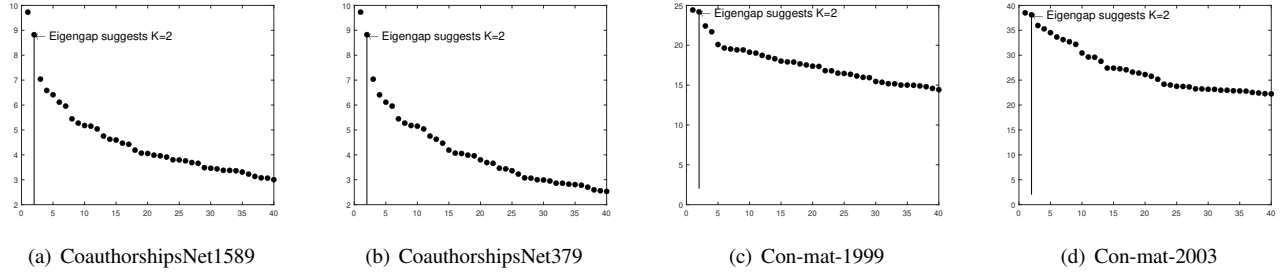 10
9
8
7
6
5
4
3
2
0 5 10 15 20 25 30 35 40
← Eigengap suggests K=2
(a) CoauthorshipsNet1589
10
9
8
7
6
5
4
3
2
0 5 10 15 20 25 30 35 40
← Eigengap suggests K=2
(b) CoauthorshipsNet379
25
20
15
10
5
0
0 5 10 15 20 25 30 35 40
← Eigengap suggests K=2
(c) Con-mat-1999
40
35
30
25
20
15
10
5
0
0 5 10 15 20 25 30 35 40
← Eigengap suggests K=2
(d) Con-mat-2003